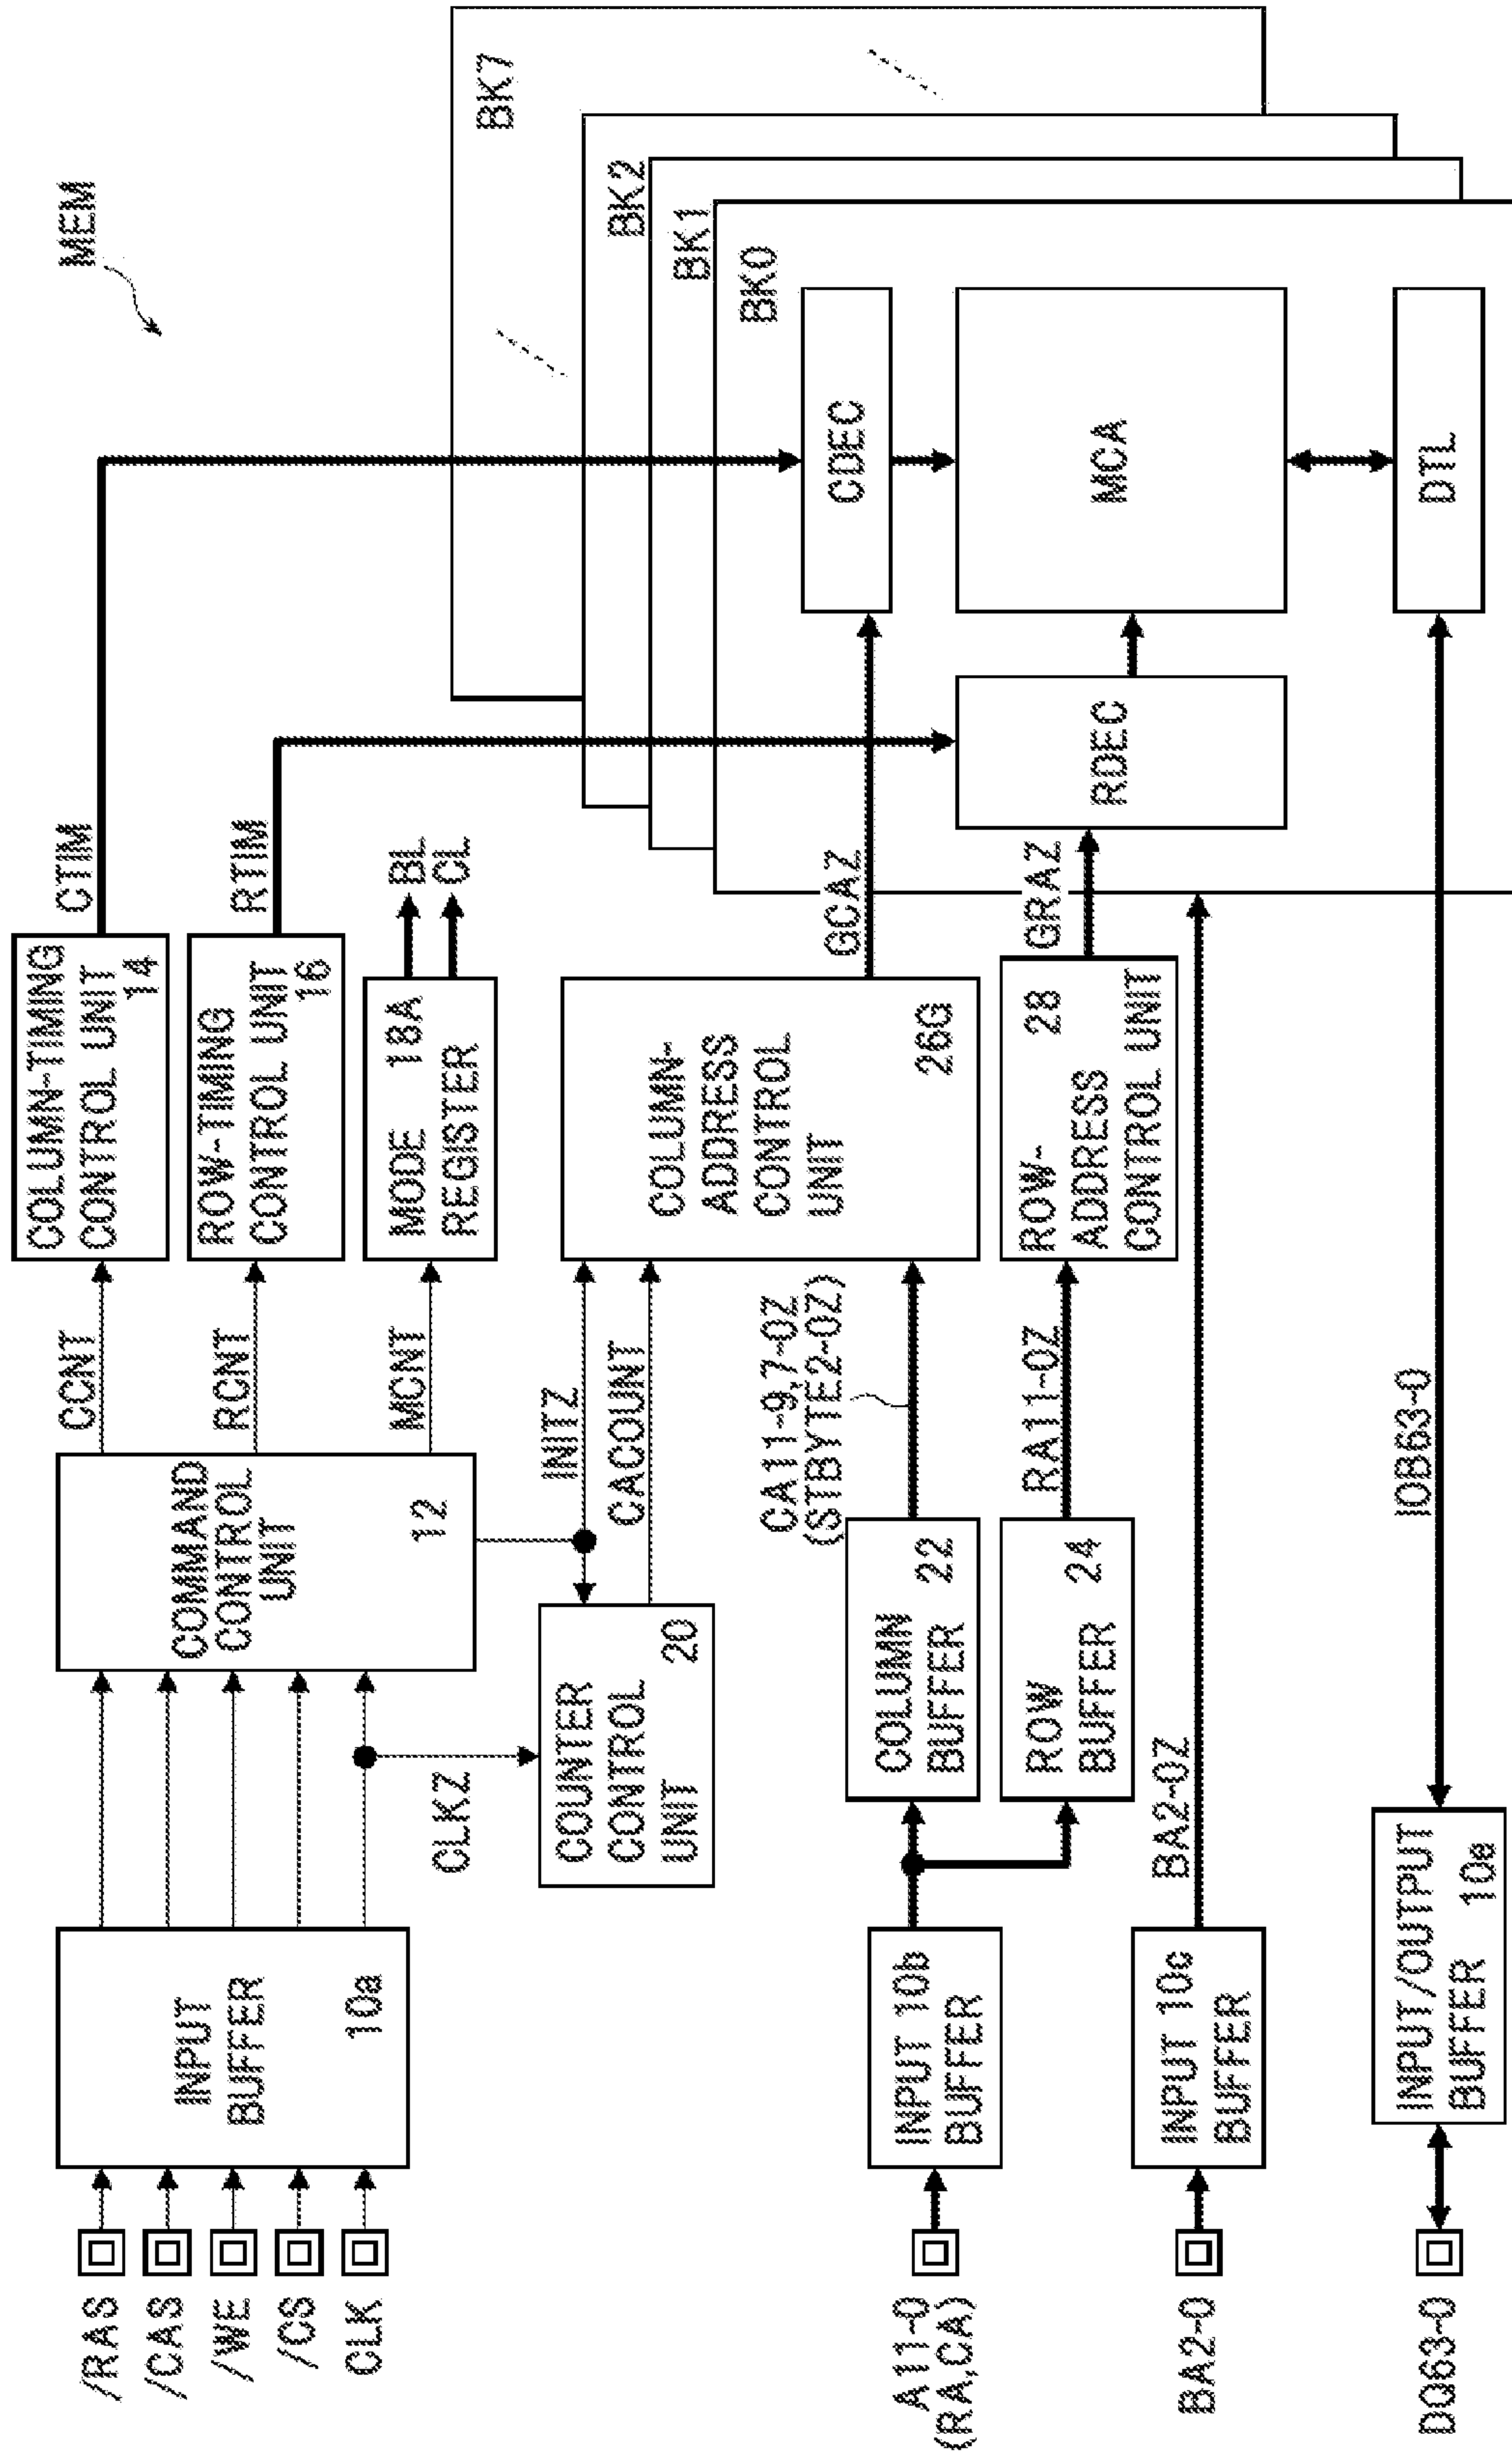 MEM
/RAS
/CAS
/WE
/CS
CLK
INPUT
BUFFER
10a
COMMAND
CONTROL
UNIT
12
CCNT
RCNT
MCNT
COLUMN-TIMING
CONTROL UNIT
14
CTIM
ROW-TIMING
CONTROL UNIT
16
RTIM
MODE 18A
REGISTER
BL
CL
CLKZ
COUNTER
CONTROL
UNIT
20
INITZ
CACOUNT
COLUMN-
ADDRESS
CONTROL
UNIT
26G
GCAZ
A11-0
(RA,CA)
INPUT 10b
BUFFER
COLUMN
BUFFER 22
CA11-9,7-0Z
(STBYTE2-0Z)
ROW
BUFFER 24
RA11-0Z
ROW- 28
ADDRESS
CONTROL UNIT
GRAZ
BA2-0
INPUT 10c
BUFFER
BA2-0Z
DQ63-0
INPUT/OUTPUT
BUFFER 10e
IOB63-0
BK7
BK2
BK1
BK0
CDEC
RDEC
MCA
DTL